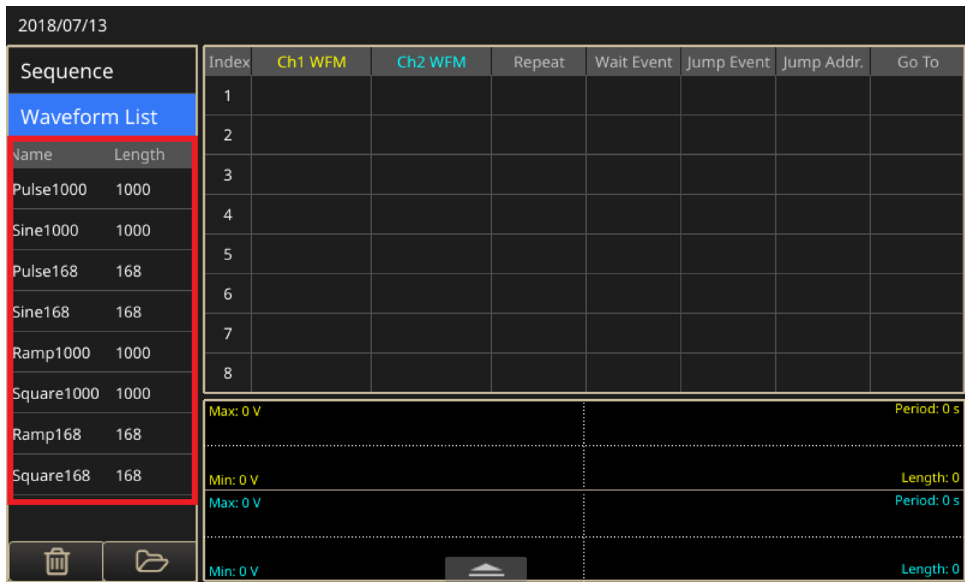 2018/07/13
Sequence
Waveform List
Name Length
Pulse1000 1000
Sine1000 1000
Pulse168 168
Sine168 168
Ramp1000 1000
Square1000 1000
Ramp168 168
Square168 168
Index Ch1 WFM Ch2 WFM Repeat Wait Event Jump Event Jump Addr. Go To
1
2
3
4
5
6
7
8
Max: 0 V Period: 0 s
Min: 0 V Length: 0
Max: 0 V Period: 0 s
Min: 0 V Length: 0